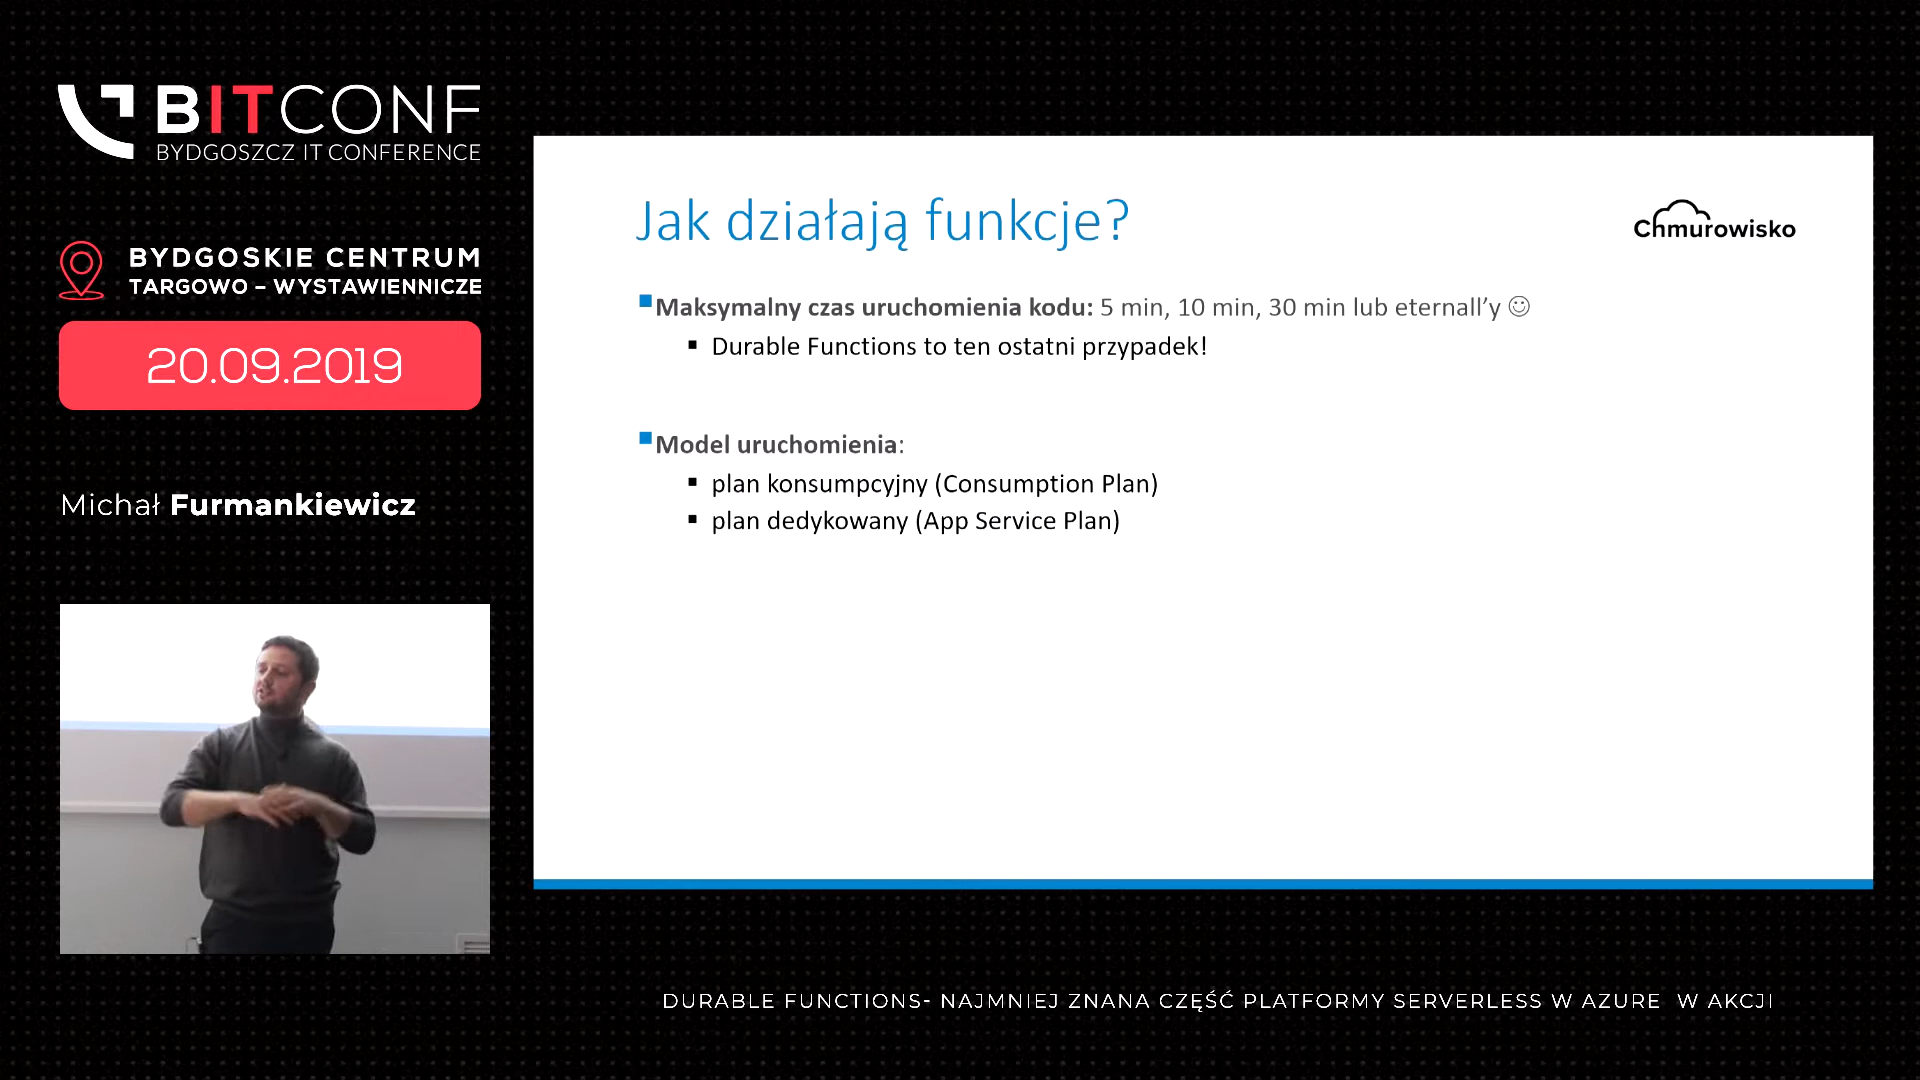 BITCONF
BYDGOSZCZ IT CONFERENCE
BYDGOSKIE CENTRUM
TARGOWO – WYSTAWIENNICZE
20.09.2019
Michał Furmankiewicz
Jak działają funkcje?
Chmurowisko
Maksymalny czas uruchomienia kodu: 5 min, 10 min, 30 min lub eternall’y ☺
Durable Functions to ten ostatni przypadek!
Model uruchomienia:
plan konsumpcyjny (Consumption Plan)
plan dedykowany (App Service Plan)
DURABLE FUNCTIONS- NAJMNIEJ ZNANA CZĘŚĆ PLATFORMY SERVERLESS W AZURE W AKCJI